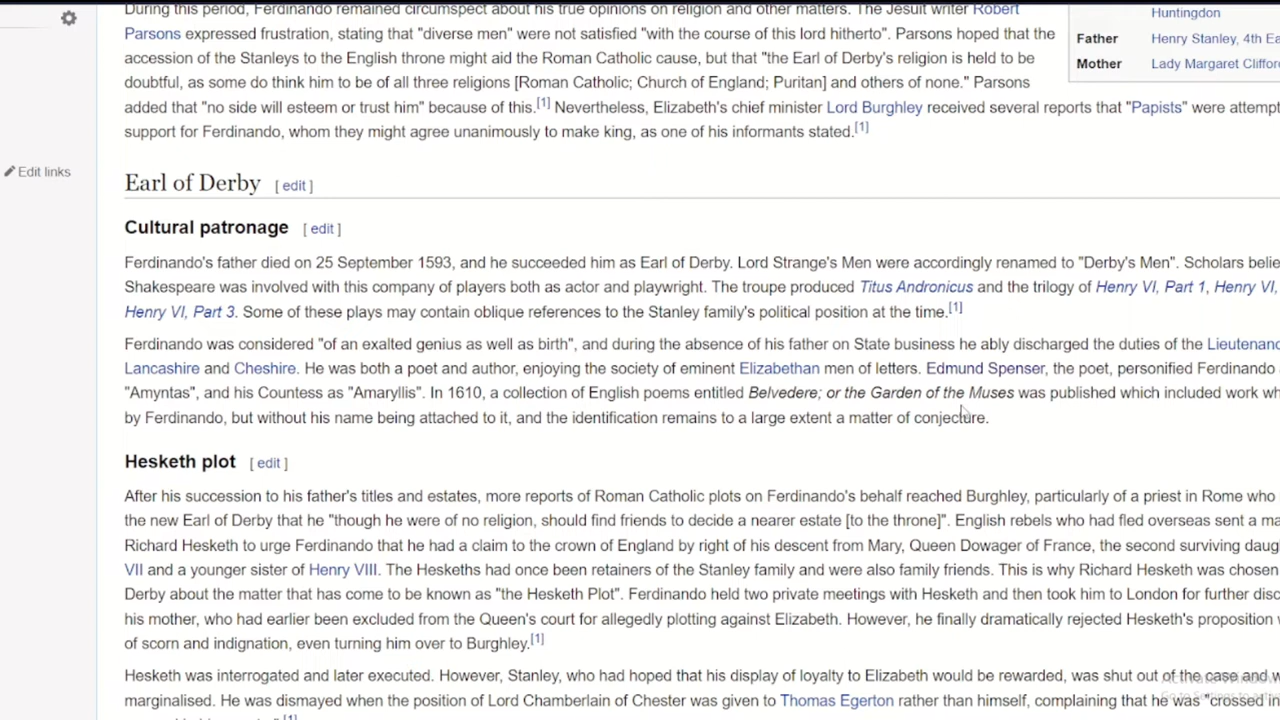 During this period, Ferdinando remained circumspect about his true opinions on religion and other matters. The Jesuit writer Robert
Parsons expressed frustration, stating that "diverse men" were not satisfied "with the course of this lord hitherto". Parsons hoped that the
accession of the Stanleys to the English throne might aid the Roman Catholic cause, but that "the Earl of Derby's religion is held to be
doubtful, as some do think him to be of all three religions [Roman Catholic; Church of England; Puritan] and others of none." Parsons
added that "no side will esteem or trust him" because of this.[1] Nevertheless, Elizabeth's chief minister Lord Burghley received several reports that "Papists" were attempt
support for Ferdinando, whom they might agree unanimously to make king, as one of his informants stated.[1]
Huntingdon
Father Henry Stanley, 4th Ea
Mother Lady Margaret Cliffor
Edit links
Earl of Derby [ edit ]
Cultural patronage [ edit ]
Ferdinando's father died on 25 September 1593, and he succeeded him as Earl of Derby. Lord Strange's Men were accordingly renamed to "Derby's Men". Scholars belie
Shakespeare was involved with this company of players both as actor and playwright. The troupe produced Titus Andronicus and the trilogy of Henry VI, Part 1, Henry VI,
Henry VI, Part 3. Some of these plays may contain oblique references to the Stanley family's political position at the time.[1]
Ferdinando was considered "of an exalted genius as well as birth", and during the absence of his father on State business he ably discharged the duties of the Lieutenanc
Lancashire and Cheshire. He was both a poet and author, enjoying the society of eminent Elizabethan men of letters. Edmund Spenser, the poet, personified Ferdinando
"Amyntas", and his Countess as "Amaryllis". In 1610, a collection of English poems entitled Belvedere; or the Garden of the Muses was published which included work wh
by Ferdinando, but without his name being attached to it, and the identification remains to a large extent a matter of conjecture.
Hesketh plot [ edit ]
After his succession to his father's titles and estates, more reports of Roman Catholic plots on Ferdinando's behalf reached Burghley, particularly of a priest in Rome who
the new Earl of Derby that he "though he were of no religion, should find friends to decide a nearer estate [to the throne]". English rebels who had fled overseas sent a ma
Richard Hesketh to urge Ferdinando that he had a claim to the crown of England by right of his descent from Mary, Queen Dowager of France, the second surviving daug
VII and a younger sister of Henry VIII. The Heskeths had once been retainers of the Stanley family and were also family friends. This is why Richard Hesketh was chosen
Derby about the matter that has come to be known as "the Hesketh Plot". Ferdinando held two private meetings with Hesketh and then took him to London for further disc
his mother, who had earlier been excluded from the Queen's court for allegedly plotting against Elizabeth. However, he finally dramatically rejected Hesketh's proposition w
of scorn and indignation, even turning him over to Burghley.[1]
Hesketh was interrogated and later executed. However, Stanley, who had hoped that his display of loyalty to Elizabeth would be rewarded, was shut out of the case and w
marginalised. He was dismayed when the position of Lord Chamberlain of Chester was given to Thomas Egerton rather than himself, complaining that he was "crossed in
[1]